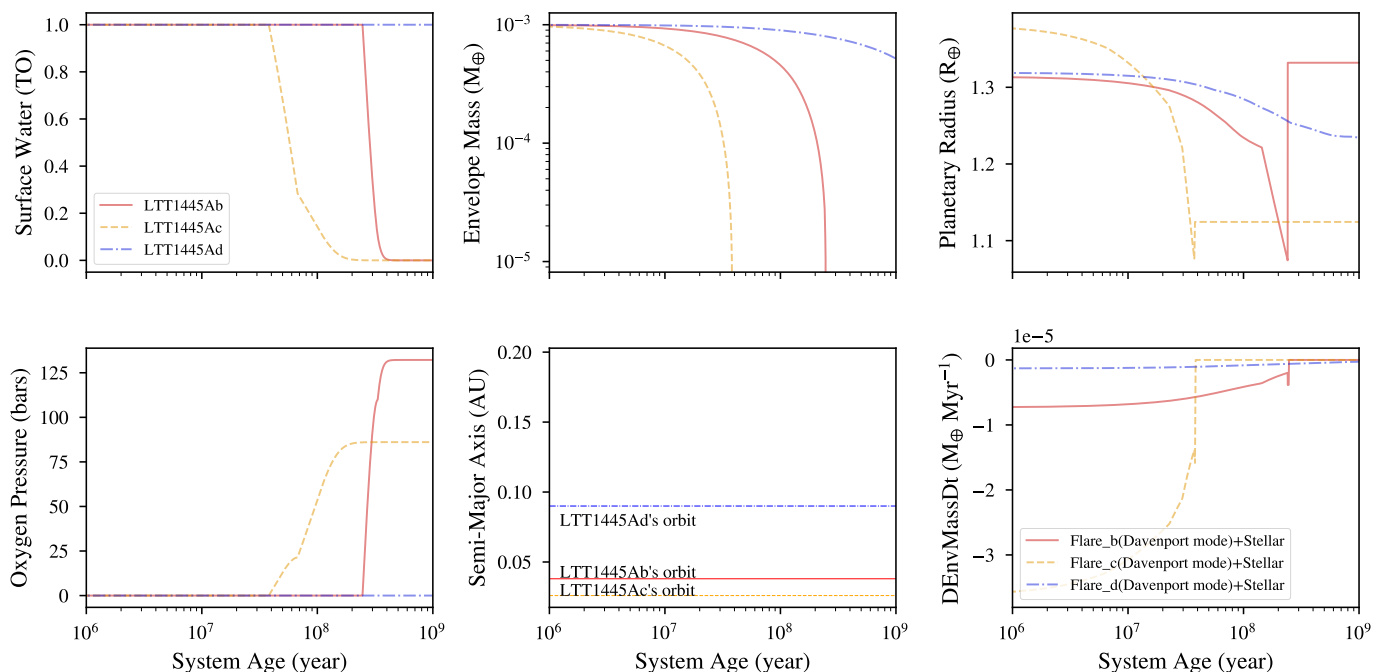 Surface Water (TO)
1.0
0.8
0.6
0.4
0.2
0.0
LTT1445Ab
LTT1445Ac
LTT1445Ad
Envelope Mass (M⊕)
10⁻³
10⁻⁴
10⁻⁵
Planetary Radius (R⊕)
1.3
1.2
1.1
Oxygen Pressure (bars)
125
100
75
50
25
0
10⁶ 10⁷ 10⁸ 10⁹
System Age (year)
Semi-Major Axis (AU)
0.20
0.15
0.10
0.05
LTT1445Ad's orbit
LTT1445Ab's orbit
LTT1445Ac's orbit
10⁶ 10⁷ 10⁸ 10⁹
System Age (year)
1e−5
DEnvMassDt (M⊕ Myr⁻¹)
0
−1
−2
−3
Flare_b(Davenport mode)+Stellar
Flare_c(Davenport mode)+Stellar
Flare_d(Davenport mode)+Stellar
10⁶ 10⁷ 10⁸ 10⁹
System Age (year)